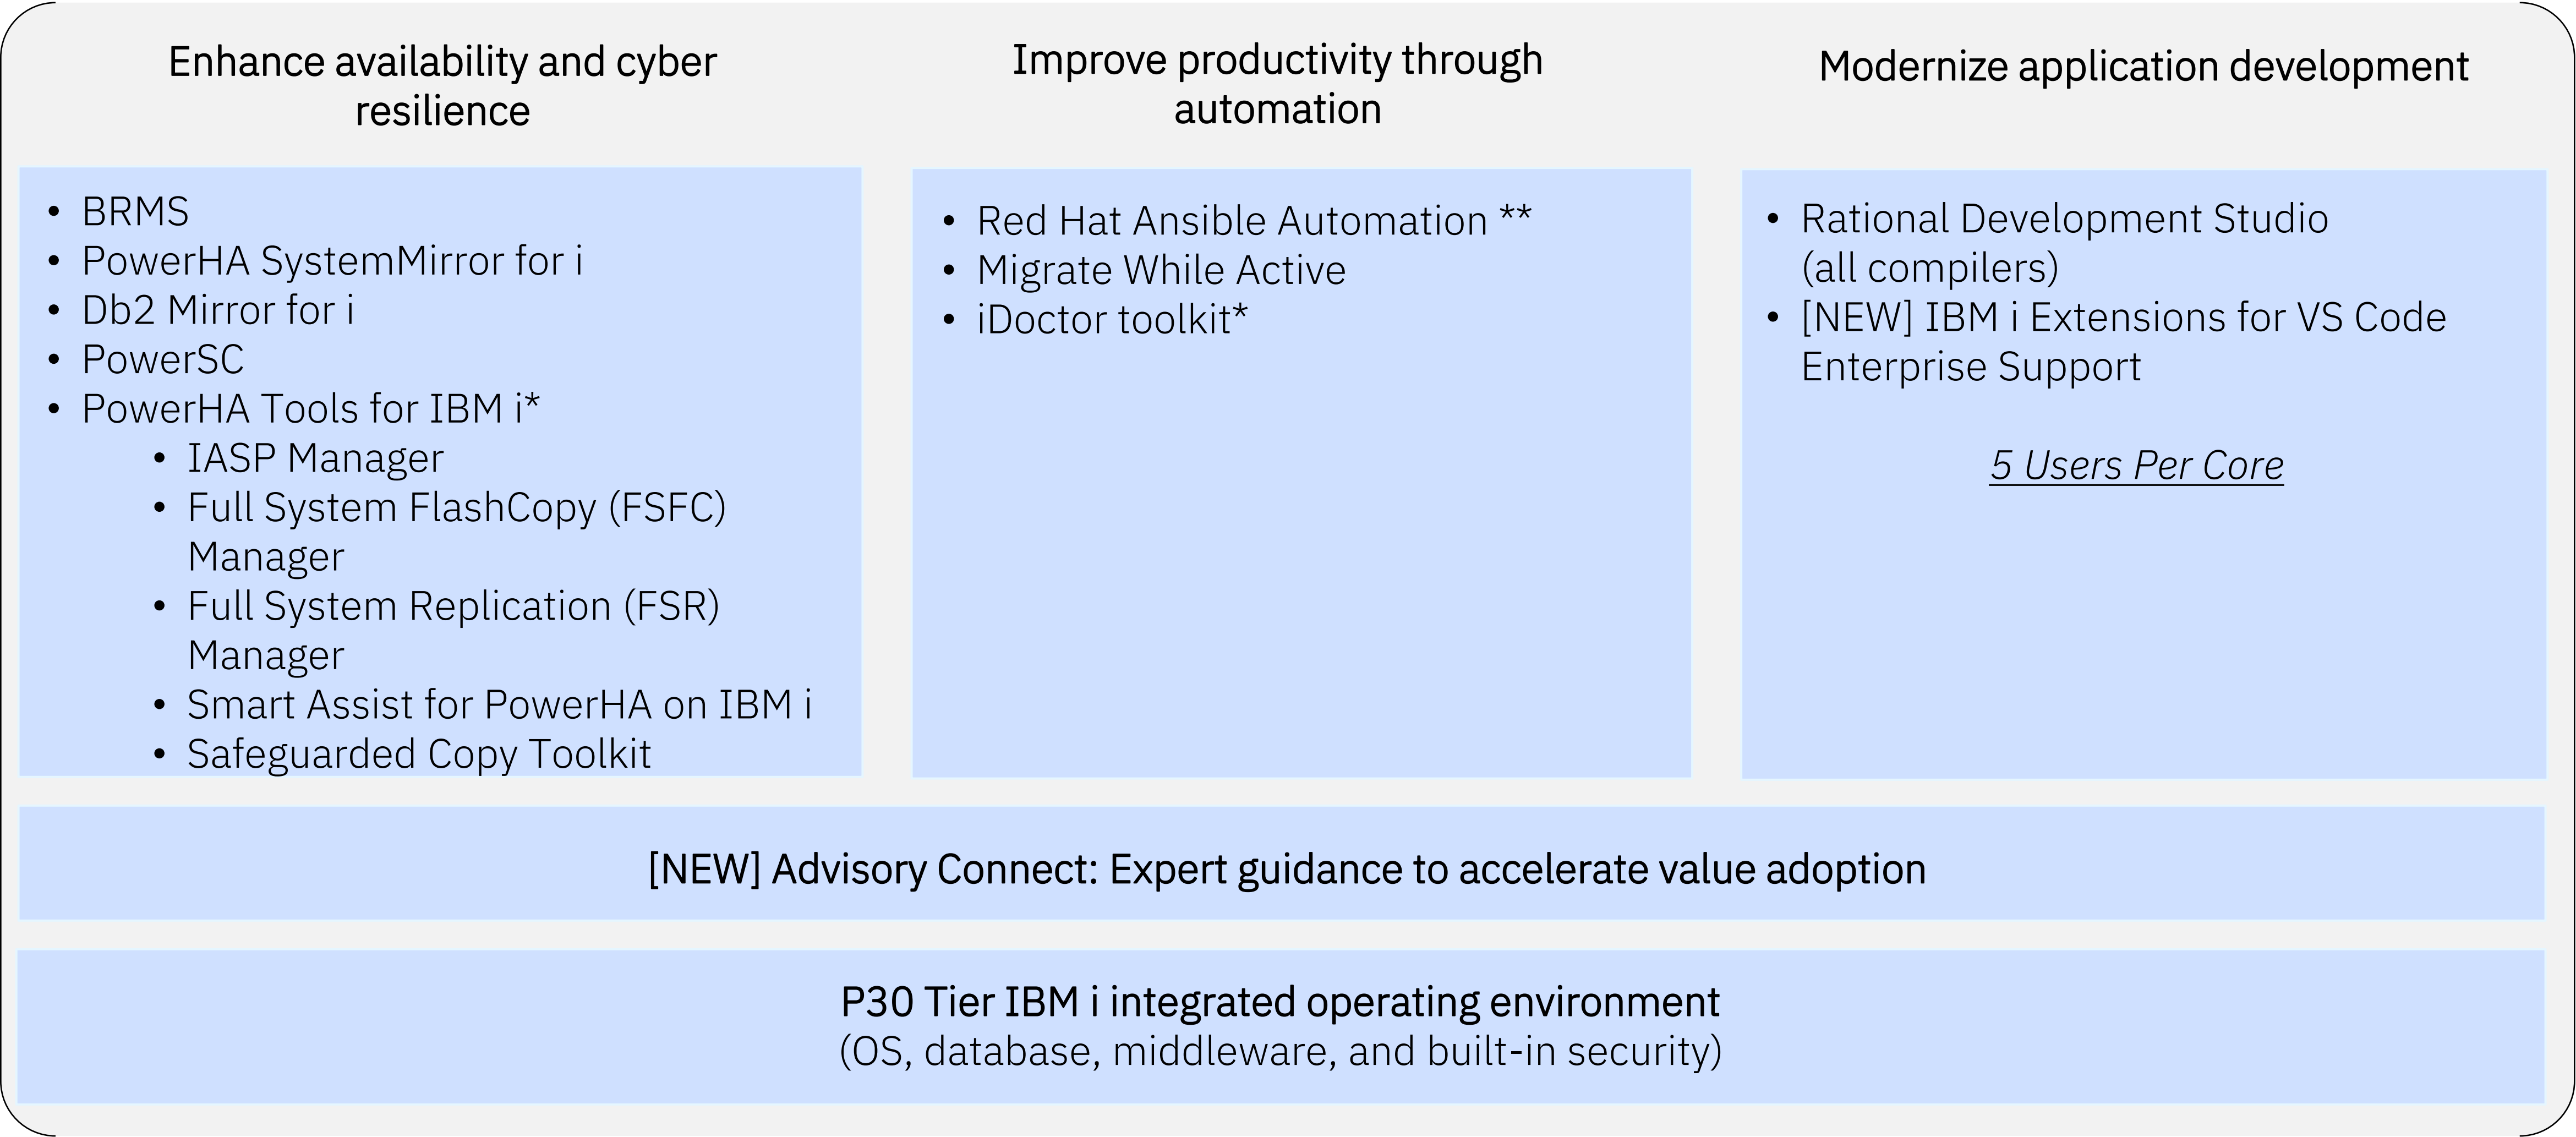 Enhance availability and cyber
resilience
• BRMS
• PowerHA SystemMirror for i
• Db2 Mirror for i
• PowerSC
• PowerHA Tools for IBM i*
• IASP Manager
• Full System FlashCopy (FSFC)
Manager
• Full System Replication (FSR)
Manager
• Smart Assist for PowerHA on IBM i
• Safeguarded Copy Toolkit
Improve productivity through
automation
• Red Hat Ansible Automation **
• Migrate While Active
• iDoctor toolkit*
Modernize application development
• Rational Development Studio
(all compilers)
• [NEW] IBM i Extensions for VS Code
Enterprise Support
5 Users Per Core
[NEW] Advisory Connect: Expert guidance to accelerate value adoption
P30 Tier IBM i integrated operating environment
(OS, database, middleware, and built-in security)